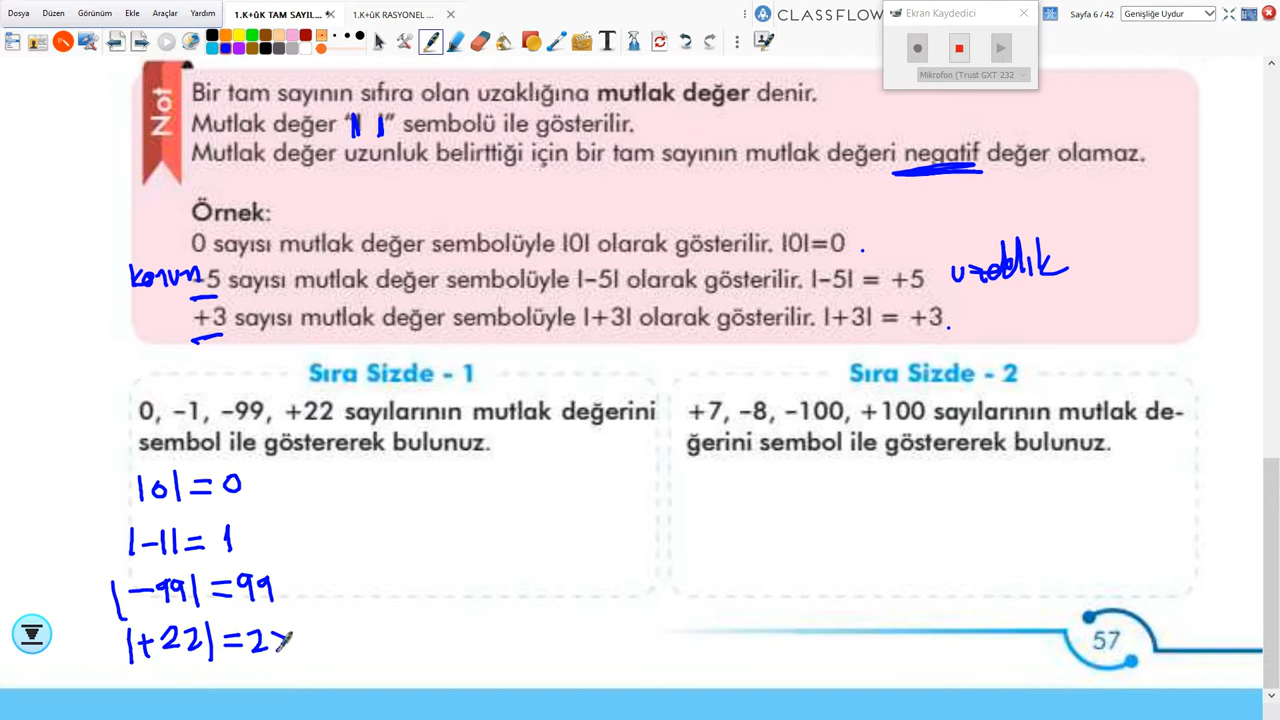 Dosya Düzen Görünüm Ekle Araçlar Yardım
1.K+ûK TAM SAYIL...
1.K+ûK RASYONEL ...
CLASSFLOW
Ekran Kaydedici
Sayfa 6 / 42
Genişliğe Uydur
Mikrofon (Trust GXT 232
Not
Bir tam sayının sıfıra olan uzaklığına mutlak değer denir.
Mutlak değer “| |” sembolü ile gösterilir.
Mutlak değer uzunluk belirttiği için bir tam sayının mutlak değeri negatif değer olamaz.
Örnek:
0 sayısı mutlak değer sembolüyle |0| olarak gösterilir. |0|=0
konum
-5 sayısı mutlak değer sembolüyle |-5| olarak gösterilir. |-5| = +5
uzaklık
+3 sayısı mutlak değer sembolüyle |+3| olarak gösterilir. |+3| = +3
Sıra Sizde - 1
0, -1, -99, +22 sayılarının mutlak değerini
sembol ile göstererek bulunuz.
|0| = 0
|-1| = 1
|-99| = 99
|+22| = 2
Sıra Sizde - 2
+7, -8, -100, +100 sayılarının mutlak de-
ğerini sembol ile göstererek bulunuz.
57